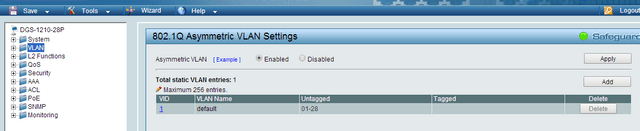 Save Tools Wizard Help Logout
DGS-1210-28P
System
VLAN
L2 Functions
QoS
Security
AAA
ACL
PoE
SNMP
Monitoring
802.1Q Asymmetric VLAN Settings
Safeguard
Asymmetric VLAN [ Example ] Enabled Disabled Apply
Total static VLAN entries: 1 Add
Maximum 256 entries.
VID VLAN Name Untagged Tagged Delete
1 default 01-28 Delete